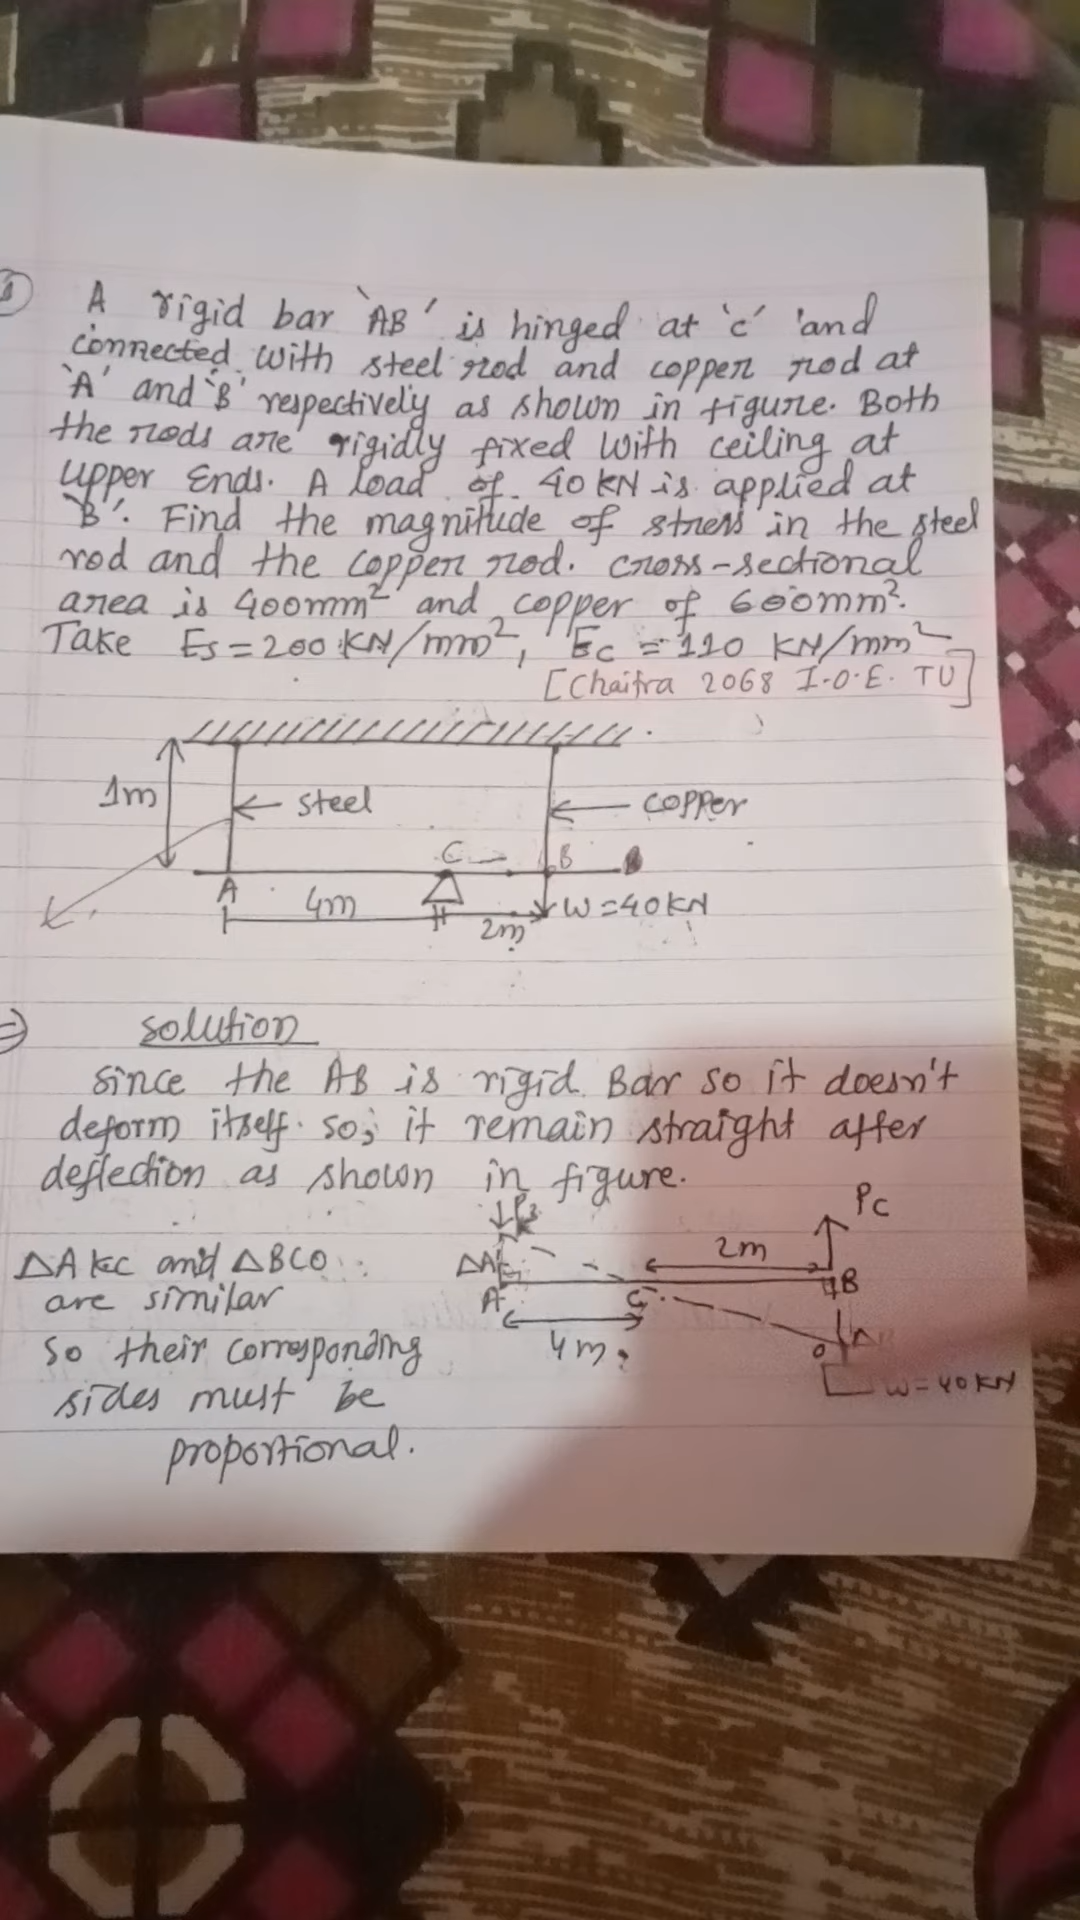 1
A rigid bar 'AB' is hinged at 'c' and
connected with steel rod and copper rod at
'A' and 'B' respectively as shown in figure. Both
the rods are rigidly fixed with ceiling at
upper Ends. A load of 40 KN is applied at
'B'. Find the magnitude of stress in the steel
rod and the copper rod. cross-sectional
area is 400mm² and copper of 600mm².
Take Es = 200 KN/mm², Ec = 110 KN/mm²
[Chaitra 2068 I.O.E. TU]
1m
steel
copper
C
B
A
4m
W = 40 KN
2m
⇒ solution
since the AB is rigid Bar so it doesn't
deform itself. so; it remain straight after
deflection as shown in figure.
Pc
2m
ΔA
B
A
C
4m
O
W = 40 KN
ΔAKC and ΔBCO
are similar
so their corresponding
sides must be
proportional.